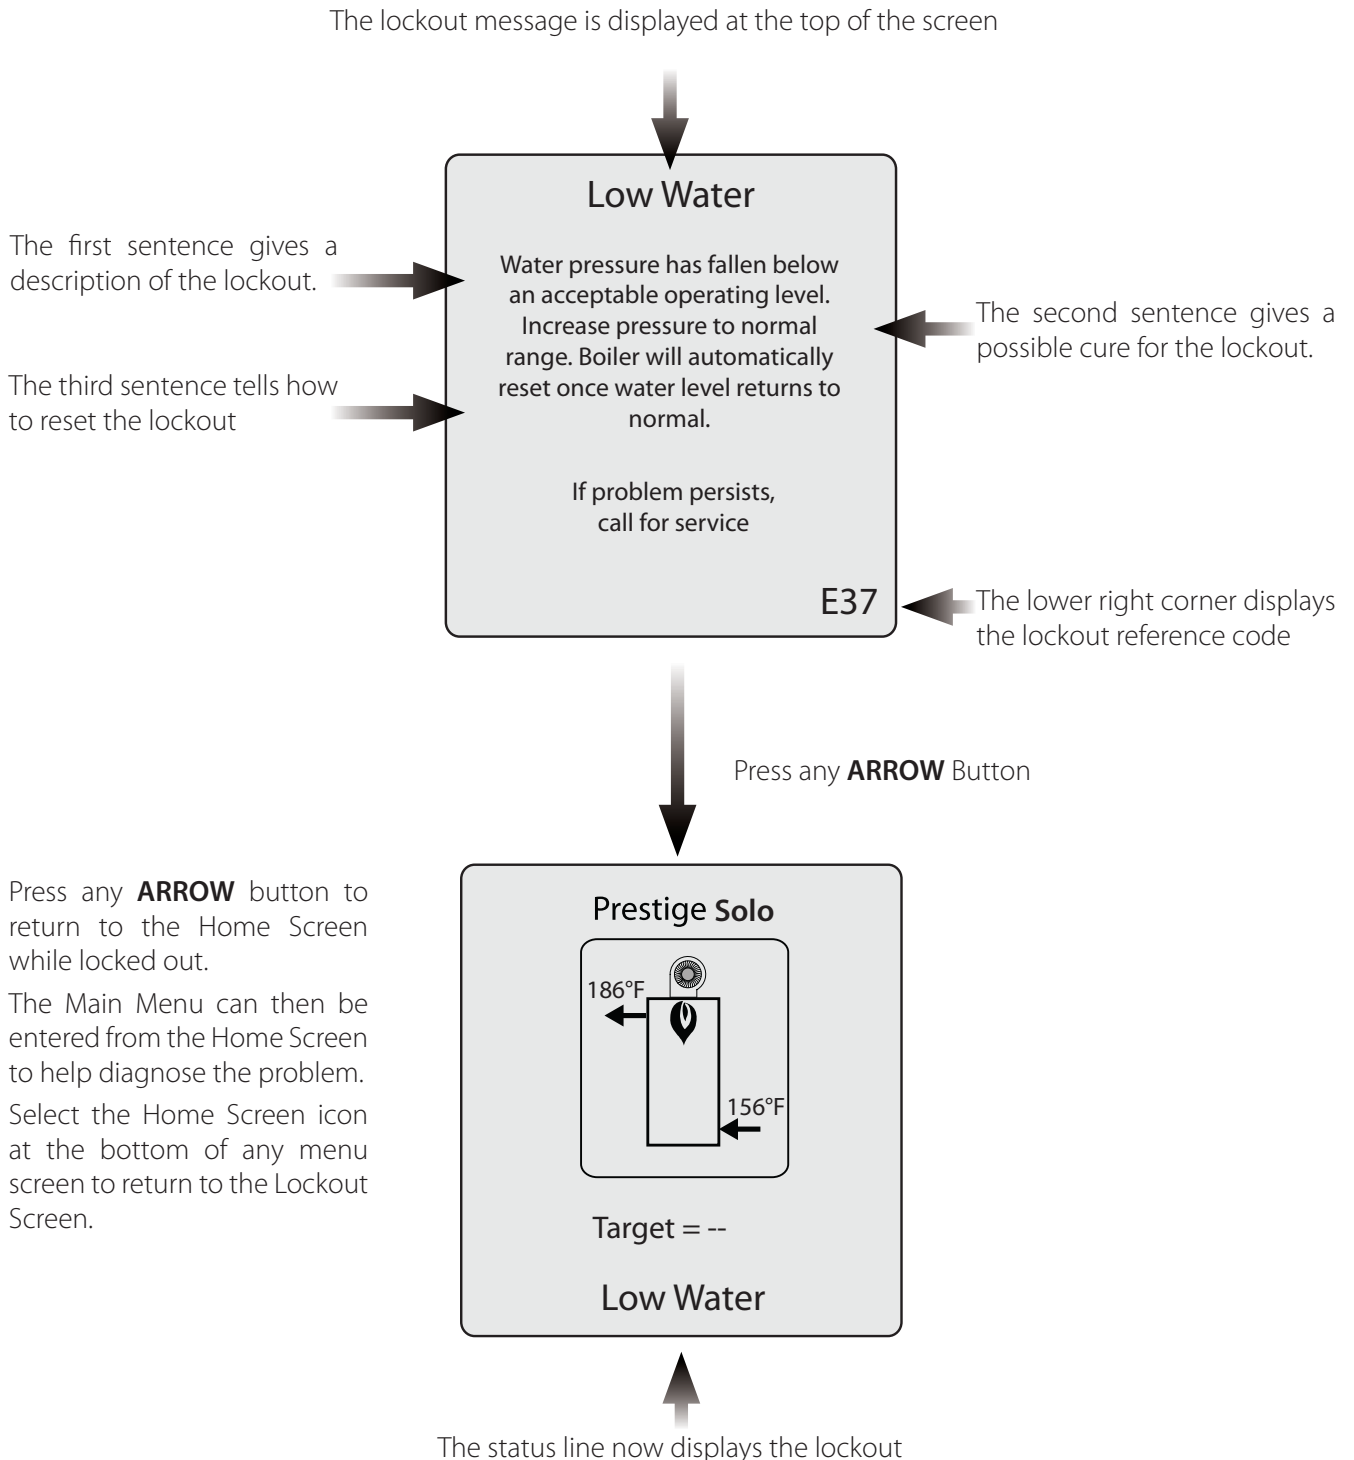 The lockout message is displayed at the top of the screen
Low Water
The first sentence gives a
description of the lockout.
Water pressure has fallen below
an acceptable operating level.
Increase pressure to normal
range. Boiler will automatically
reset once water level returns to
normal.
The second sentence gives a
possible cure for the lockout.
The third sentence tells how
to reset the lockout
If problem persists,
call for service
E37
The lower right corner displays
the lockout reference code
Press any ARROW Button
Press any ARROW button to
return to the Home Screen
while locked out.
The Main Menu can then be
entered from the Home Screen
to help diagnose the problem.
Select the Home Screen icon
at the bottom of any menu
screen to return to the Lockout
Screen.
Prestige Solo
186°F
156°F
Target = --
Low Water
The status line now displays the lockout